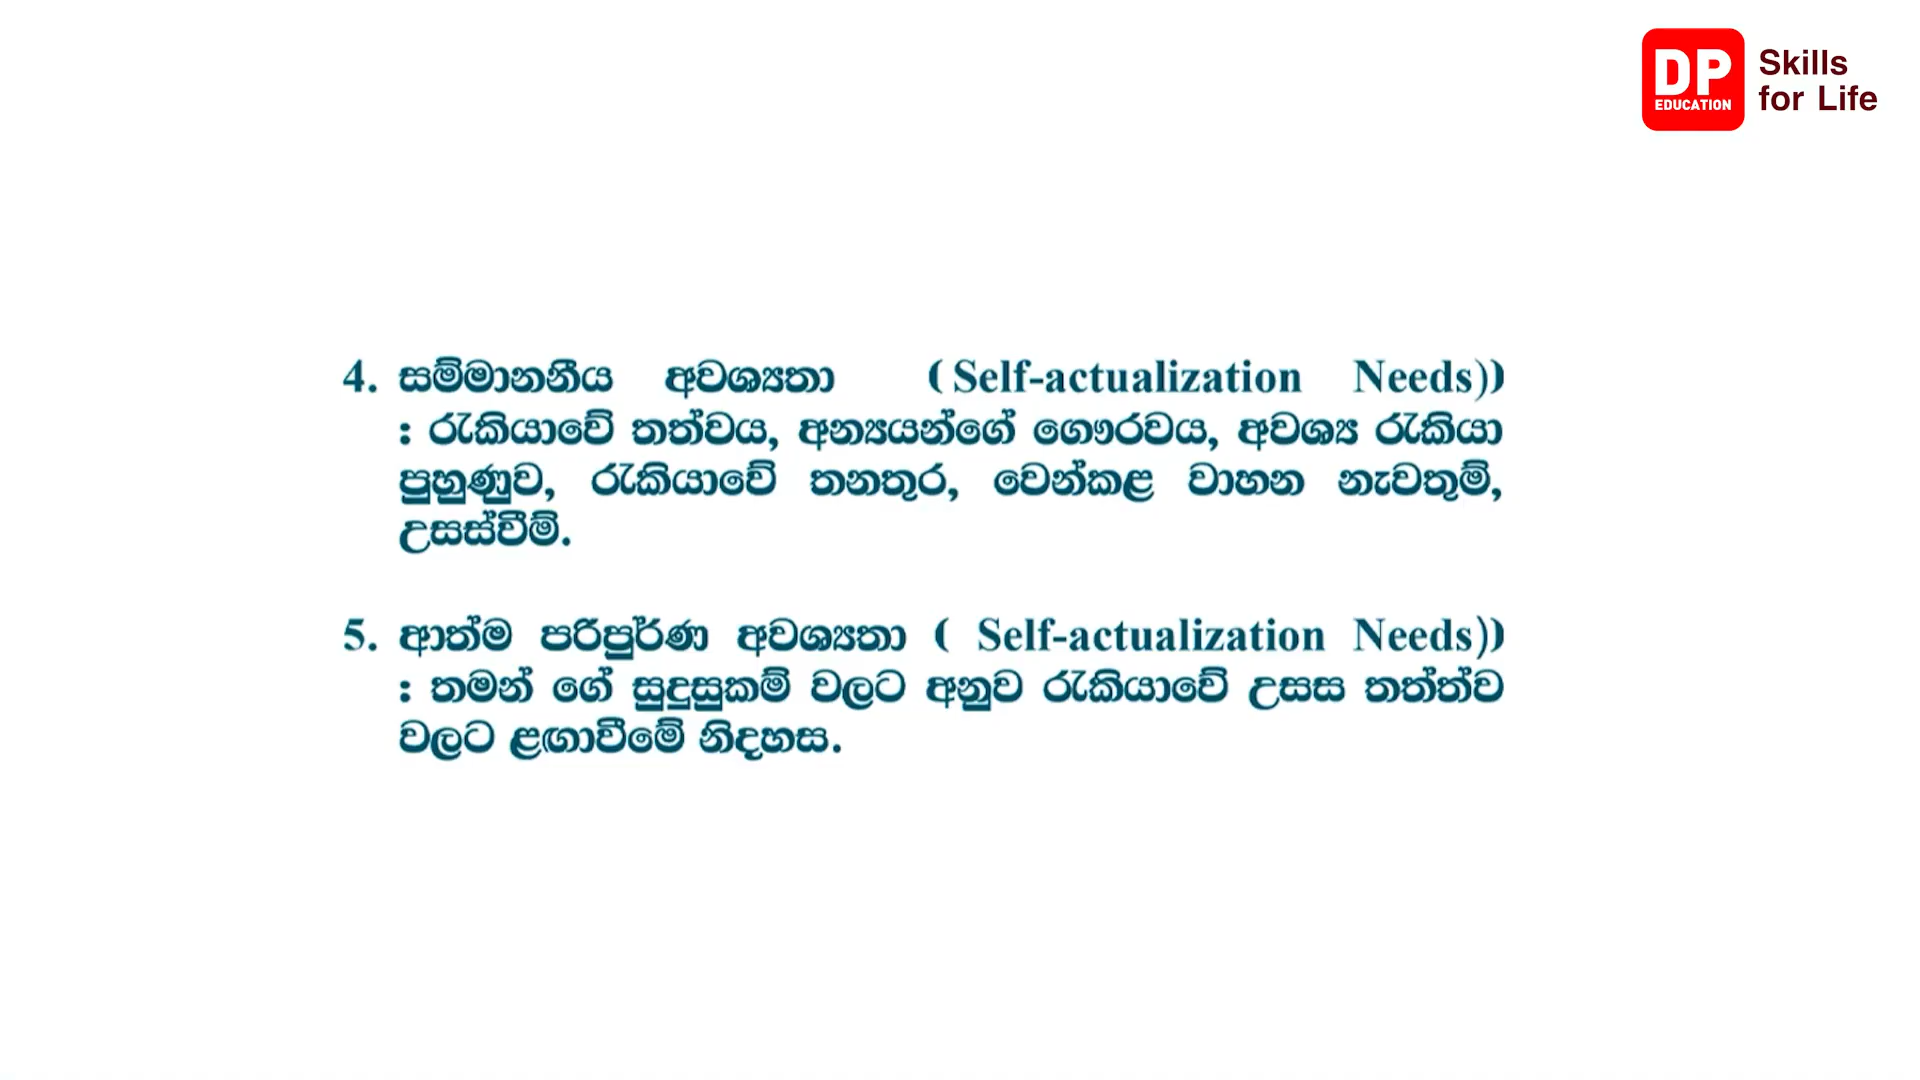 DP
EDUCATION
Skills
for Life
4. සම්මානනීය අවශ්‍යතා (Self-actualization Needs))
: රැකියාවේ තත්වය, අන්‍යයන්ගේ ගෞරවය, අවශ්‍ය රැකියා
පුහුණුව, රැකියාවේ තනතුර, වෙන්කළ වාහන නැවතුම්,
උසස්වීම්.
5. ආත්ම පරිපුර්ණ අවශ්‍යතා ( Self-actualization Needs))
: තමන් ගේ සුදුසුකම් වලට අනුව රැකියාවේ උසස තත්ත්ව
වලට ළඟාවීමේ නිදහස.